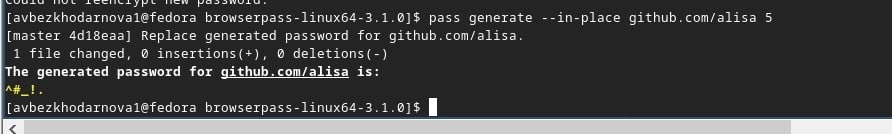 Could not reencrypt new password.
[avbezkhodarnova1@fedora browserpass-linux64-3.1.0]$ pass generate --in-place github.com/alisa 5
[master 4d18eaa] Replace generated password for github.com/alisa.
 1 file changed, 0 insertions(+), 0 deletions(-)
The generated password for github.com/alisa is:
^#_!.
[avbezkhodarnova1@fedora browserpass-linux64-3.1.0]$